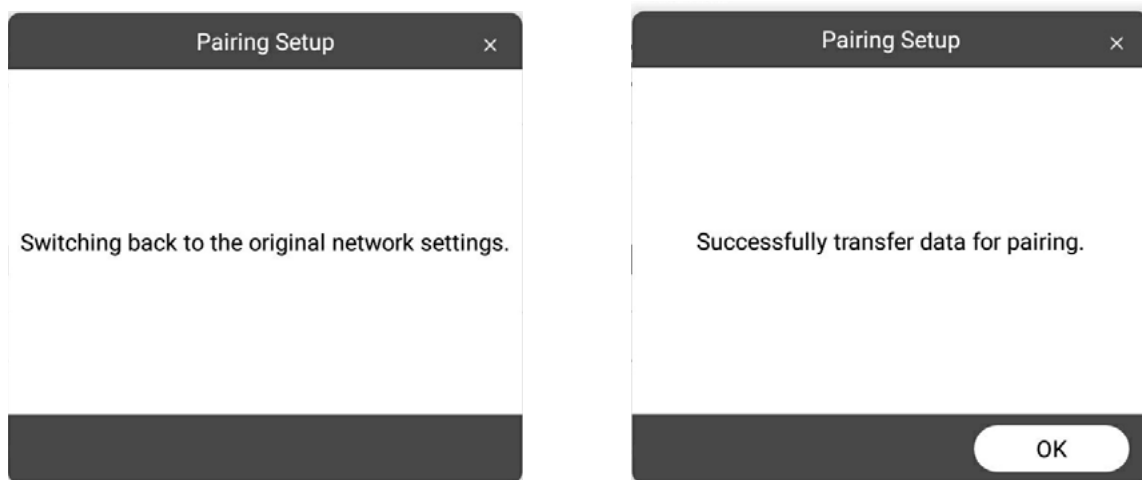 Pairing Setup ×
Switching back to the original network settings.
Pairing Setup ×
Successfully transfer data for pairing.
OK